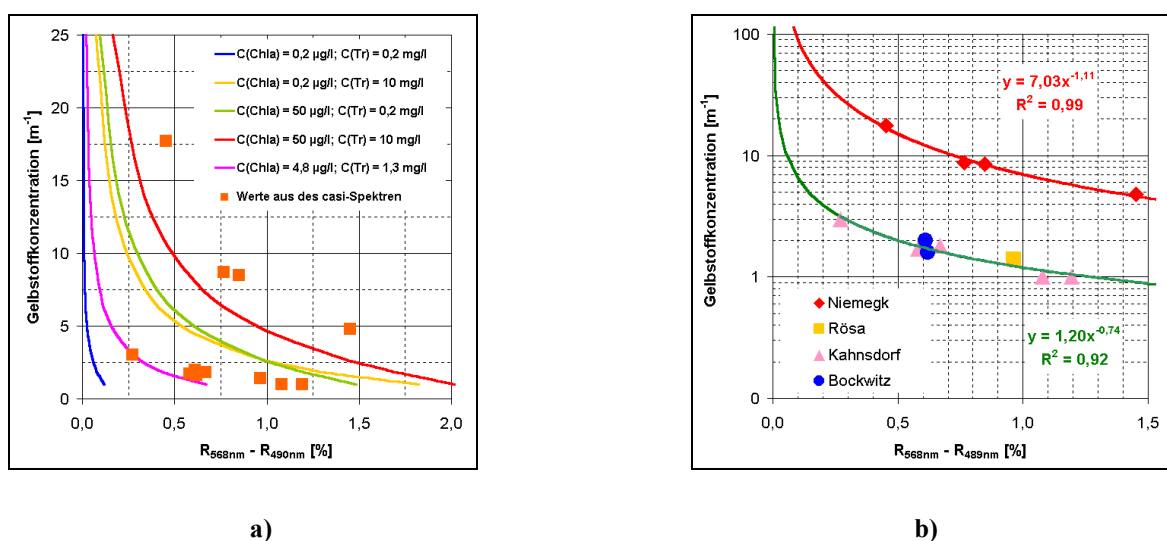 25
20
15
10
5
0
Gelbstoffkonzentration [m⁻¹]
C(Chla) = 0,2 µg/l; C(Tr) = 0,2 mg/l
C(Chla) = 0,2 µg/l; C(Tr) = 10 mg/l
C(Chla) = 50 µg/l; C(Tr) = 0,2 mg/l
C(Chla) = 50 µg/l; C(Tr) = 10 mg/l
C(Chla) = 4,8 µg/l; C(Tr) = 1,3 mg/l
Werte aus des casi-Spektren
0,0 0,5 1,0 1,5 2,0
R568nm - R490nm [%]
a)
100
10
1
0
Gelbstoffkonzentration [m⁻¹]
y = 7,03x⁻¹,¹¹
R² = 0,99
Niemegk
Rösa
Kahnsdorf
Bockwitz
y = 1,20x⁻⁰,⁷⁴
R² = 0,92
0,0 0,5 1,0 1,5
R568nm - R489nm [%]
b)